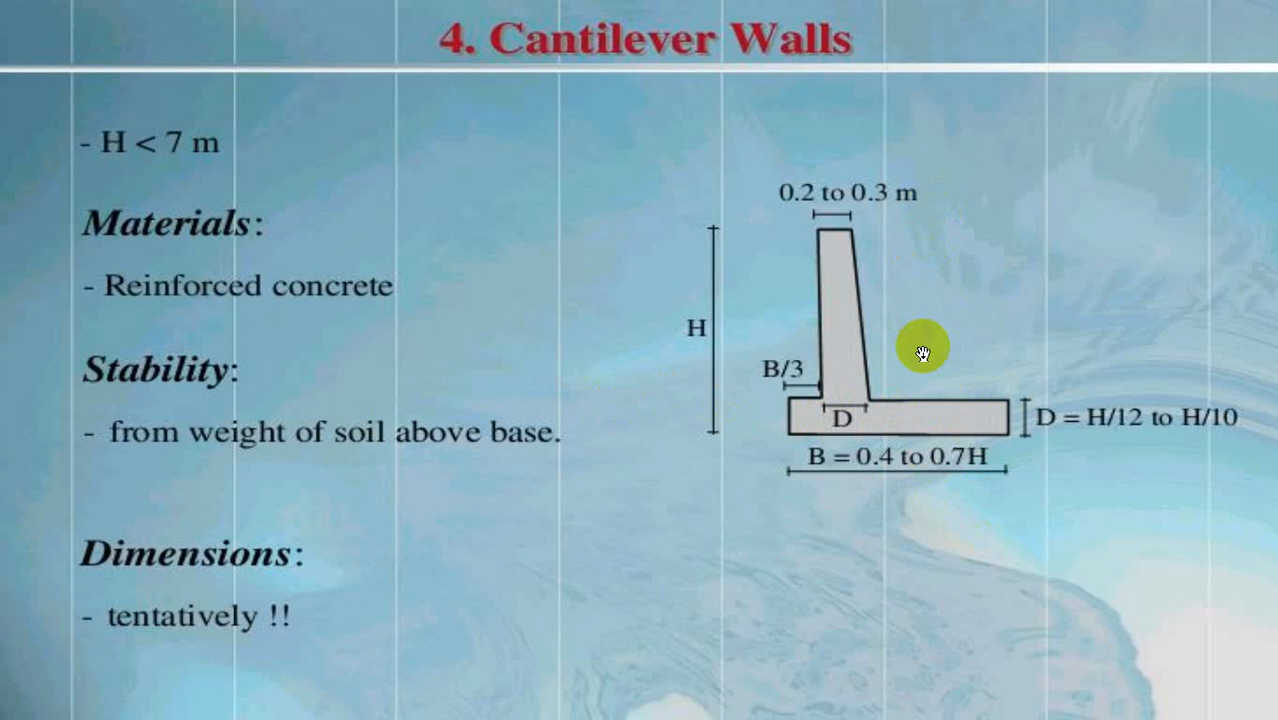 4. Cantilever Walls
- H < 7 m
Materials:
- Reinforced concrete
Stability:
- from weight of soil above base.
Dimensions:
- tentatively !!
0.2 to 0.3 m
H
B/3
D
D = H/12 to H/10
B = 0.4 to 0.7H